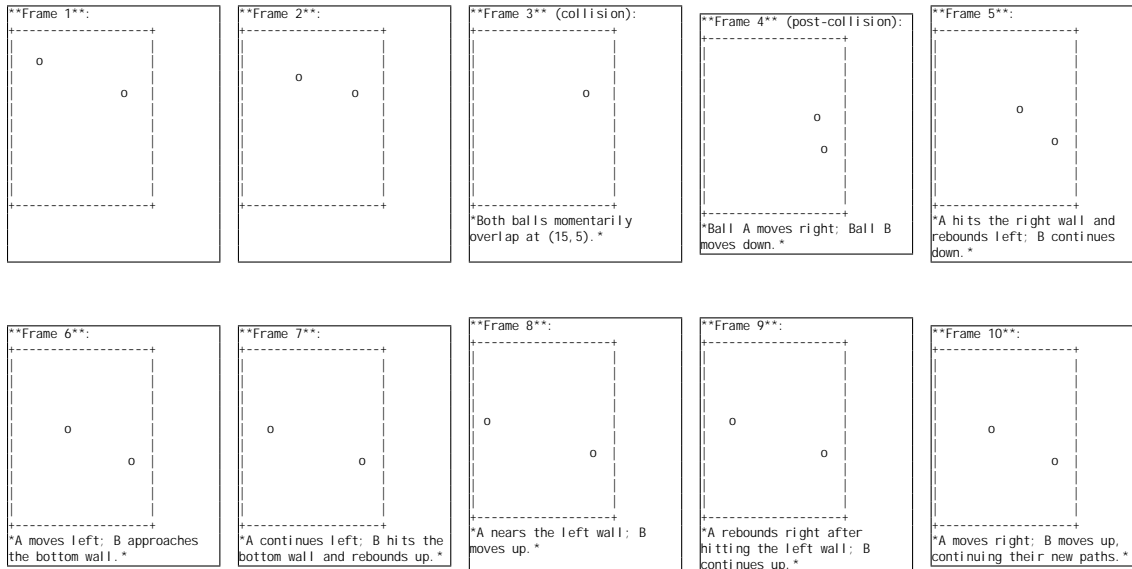 **Frame 1**:
+------------------+
|                  |
|   o              |
|                  |
|               o  |
|                  |
|                  |
|                  |
|                  |
|                  |
|                  |
+------------------+
**Frame 2**:
+------------------+
|                  |
|                  |
|       o          |
|               o  |
|                  |
|                  |
|                  |
|                  |
|                  |
|                  |
+------------------+
**Frame 3** (collision):
+------------------+
|                  |
|                  |
|                  |
|               o  |
|                  |
|                  |
|                  |
|                  |
|                  |
|                  |
+------------------+
*Both balls momentarily
overlap at (15,5).*
**Frame 4** (post-collision):
+------------------+
|                  |
|                  |
|                  |
|                  |
|               o  |
|                  |
|                o |
|                  |
|                  |
|                  |
+------------------+
*Ball A moves right; Ball B
moves down.*
**Frame 5**:
+------------------+
|                  |
|                  |
|                  |
|                  |
|           o      |
|                  |
|                o |
|                  |
|                  |
|                  |
+------------------+
*A hits the right wall and
rebounds left; B continues
down.*
**Frame 6**:
+------------------+
|                  |
|                  |
|                  |
|                  |
|       o          |
|                  |
|                o |
|                  |
|                  |
|                  |
+------------------+
*A moves left; B approaches
the bottom wall.*
**Frame 7**:
+------------------+
|                  |
|                  |
|                  |
|                  |
|   o              |
|                  |
|                o |
|                  |
|                  |
|                  |
+------------------+
*A continues left; B hits the
bottom wall and rebounds up.*
**Frame 8**:
+------------------+
|                  |
|                  |
|                  |
|                  |
| o                |
|                  |
|                o |
|                  |
|                  |
|                  |
+------------------+
*A nears the left wall; B
moves up.*
**Frame 9**:
+------------------+
|                  |
|                  |
|                  |
|                  |
|   o              |
|                  |
|                o |
|                  |
|                  |
|                  |
+------------------+
*A rebounds right after
hitting the left wall; B
continues up.*
**Frame 10**:
+------------------+
|                  |
|                  |
|                  |
|                  |
|       o          |
|                  |
|                o |
|                  |
|                  |
|                  |
+------------------+
*A moves right; B moves up,
continuing their new paths.*